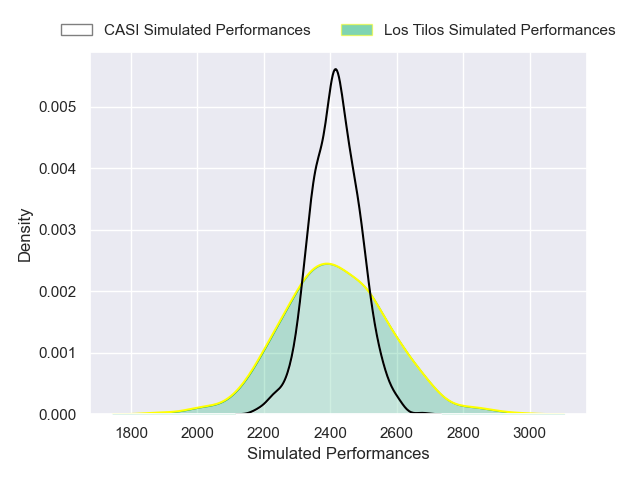 CASI Simulated Performances Los Tilos Simulated Performances
Density
0.005
0.004
0.003
0.002
0.001
0.000
1800 2000 2200 2400 2600 2800 3000
Simulated Performances